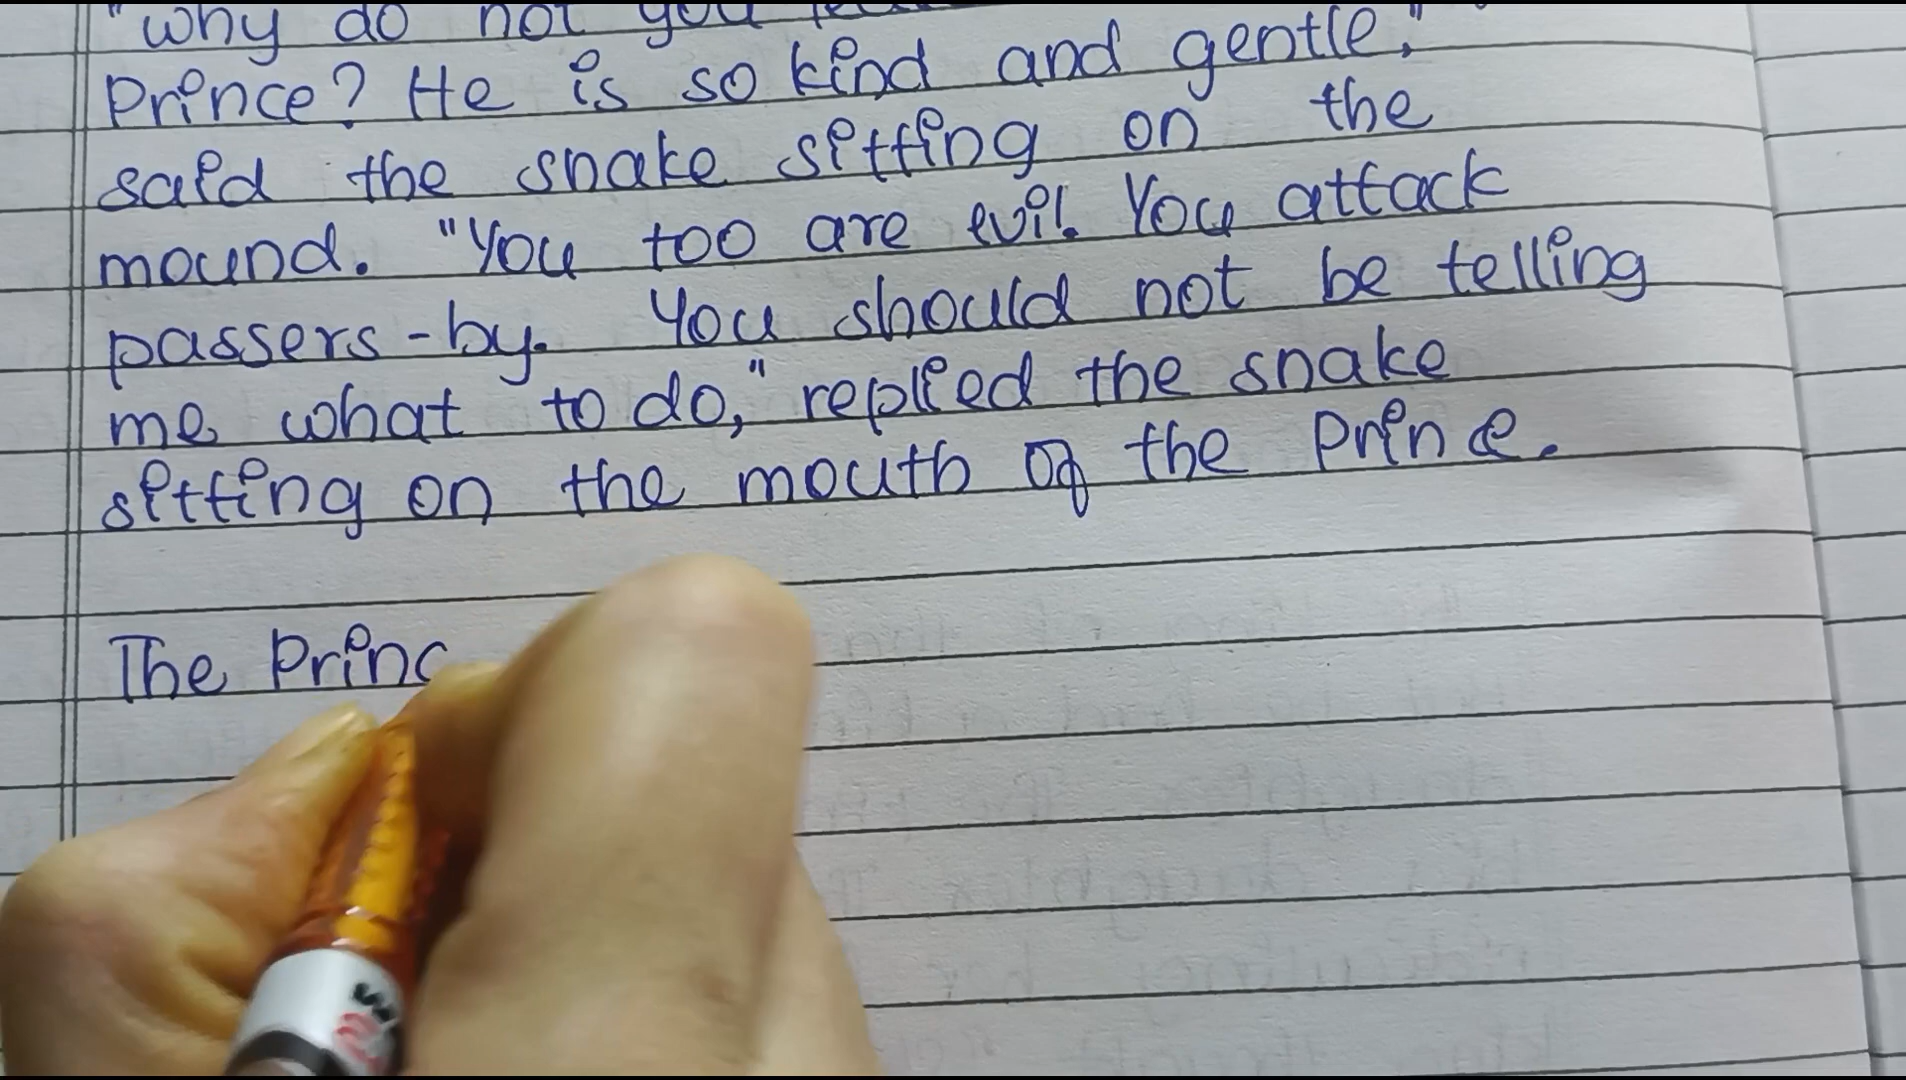 "Why do not you
Prince? He is so kind and gentle."
said the snake sitting on the
mound. "You too are evil. You attack
passers-by. You should not be telling
me what to do," replied the snake
sitting on the mouth of the Prince.
The Princ